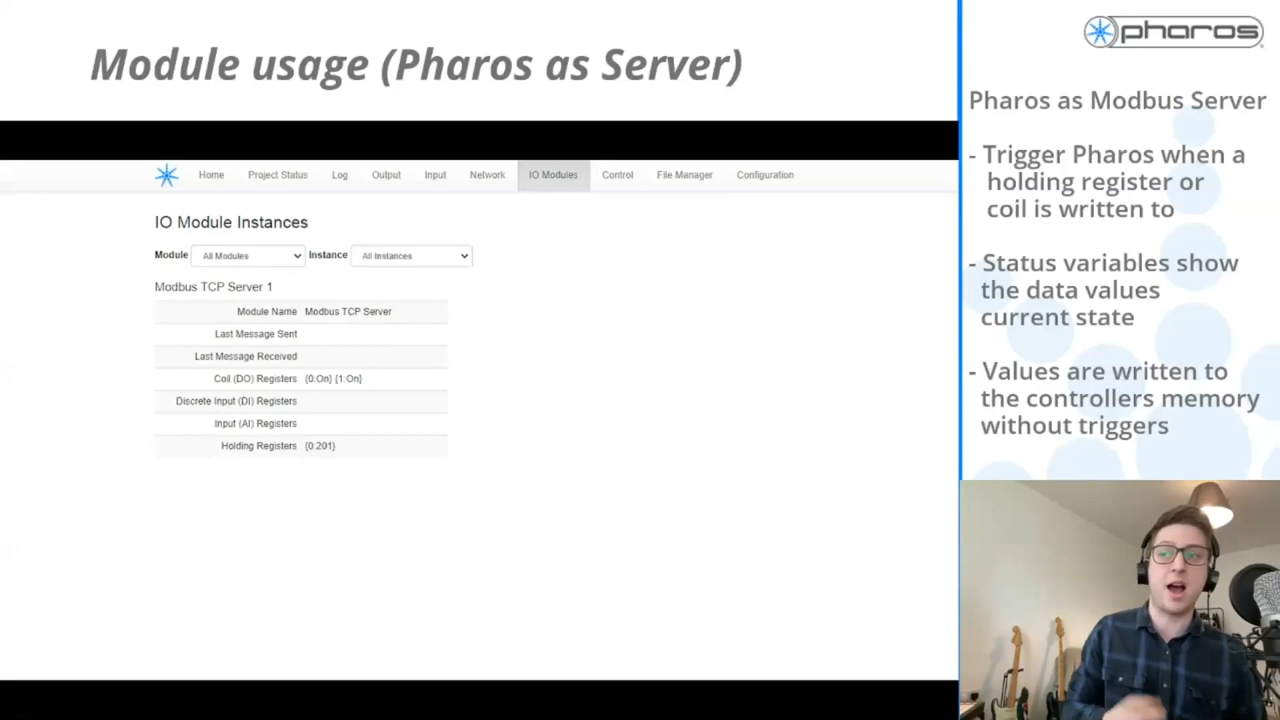 Module usage (Pharos as Server)
pharos
Pharos as Modbus Server
- Trigger Pharos when a
holding register or
coil is written to
- Status variables show
the data values
current state
- Values are written to
the controllers memory
without triggers
Home Project Status Log Output Input Network IO Modules Control File Manager Configuration
IO Module Instances
Module All Modules Instance All Instances
Modbus TCP Server 1
Module Name Modbus TCP Server
Last Message Sent
Last Message Received
Coil (DO) Registers {0:On} {1:On}
Discrete Input (DI) Registers
Input (AI) Registers
Holding Registers {0:201}